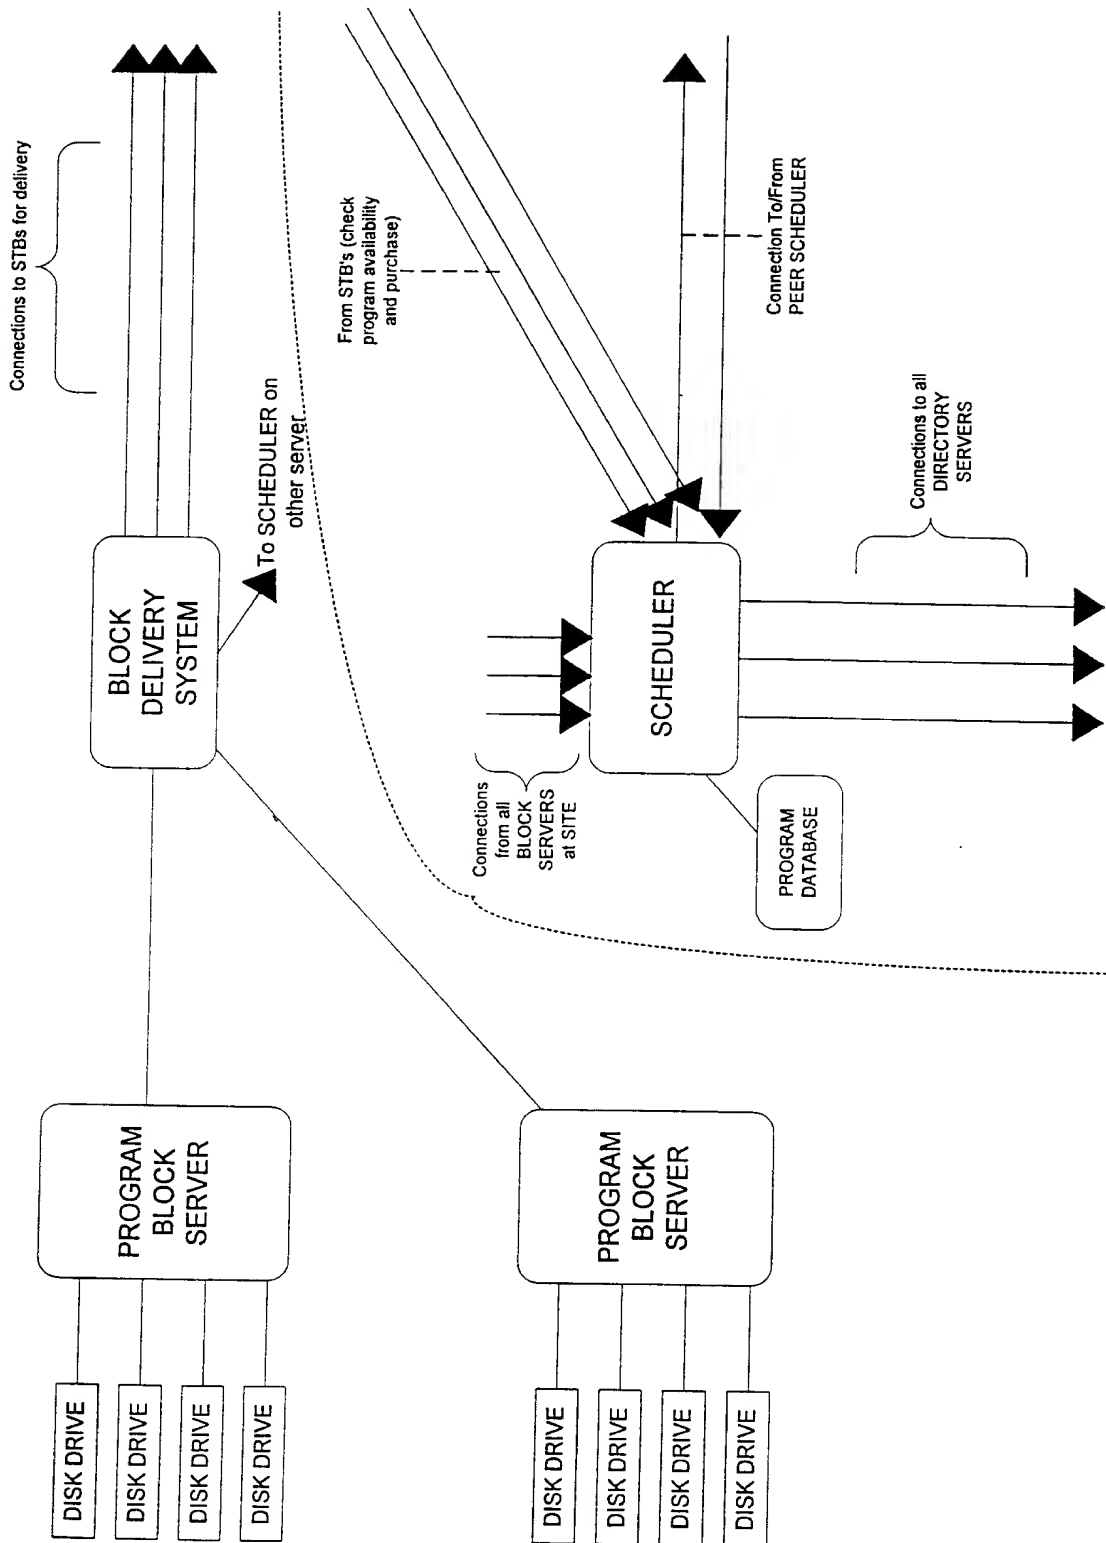 Connections to STBs for delivery
BLOCK
DELIVERY
SYSTEM
To SCHEDULER on
other server
From STB's (check
program availability
and purchase)
Connection To/From
PEER SCHEDULER
Connections
from all
BLOCK
SERVERS
at SITE
SCHEDULER
Connections to all
DIRECTORY
SERVERS
PROGRAM
DATABASE
PROGRAM
BLOCK
SERVER
DISK DRIVE
DISK DRIVE
DISK DRIVE
DISK DRIVE
PROGRAM
BLOCK
SERVER
DISK DRIVE
DISK DRIVE
DISK DRIVE
DISK DRIVE